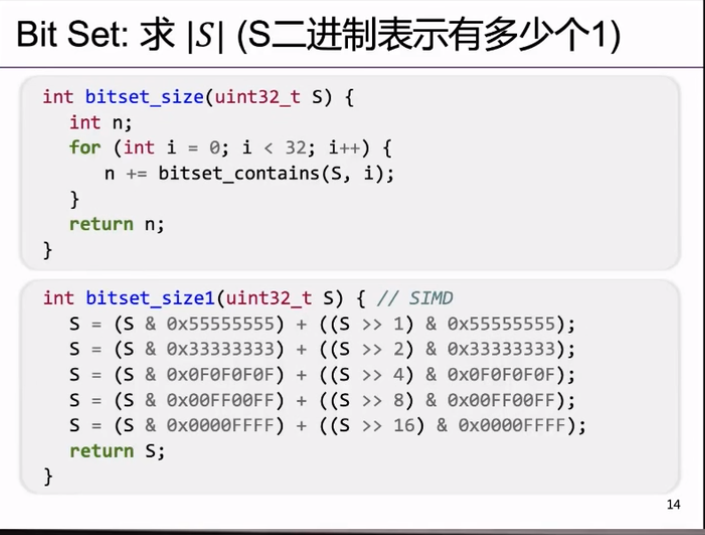 Bit Set: 求 |S| (S二进制表示有多少个1)
int bitset_size(uint32_t S) {
int n;
for (int i = 0; i < 32; i++) {
n += bitset_contains(S, i);
}
return n;
}
int bitset_size1(uint32_t S) { // SIMD
S = (S & 0x55555555) + ((S >> 1) & 0x55555555);
S = (S & 0x33333333) + ((S >> 2) & 0x33333333);
S = (S & 0x0F0F0F0F) + ((S >> 4) & 0x0F0F0F0F);
S = (S & 0x00FF00FF) + ((S >> 8) & 0x00FF00FF);
S = (S & 0x0000FFFF) + ((S >> 16) & 0x0000FFFF);
return S;
}
14